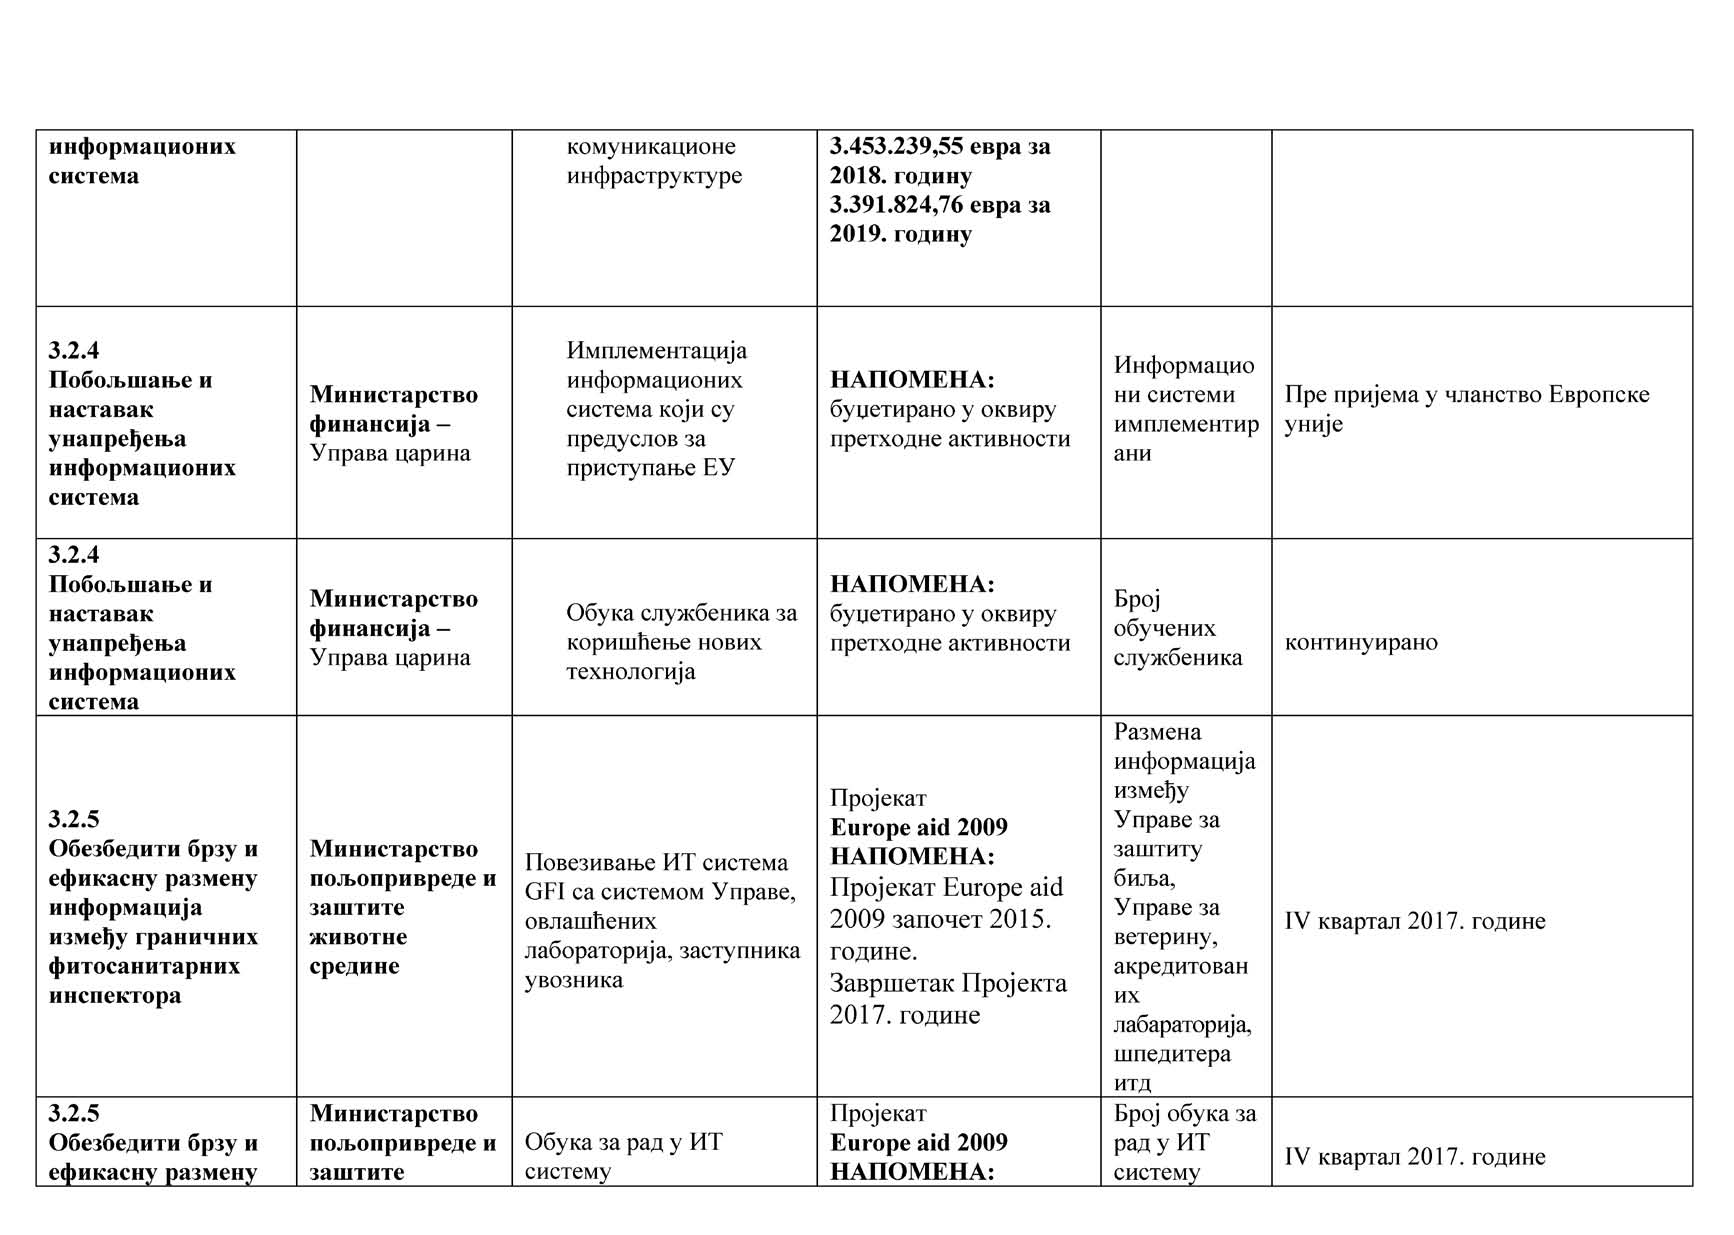 информационих
система
комуникационе
инфраструктуре
3.453.239,55 евра за
2018. годину
3.391.824,76 евра за
2019. годину
3.2.4
Побољшање и
наставак
унапређења
информационих
система
Министарство
финансија –
Управа царина
Имплементација
информационих
система који су
предуслов за
приступање ЕУ
НАПОМЕНА:
буџетирано у оквиру
претходне активности
Информацио
ни системи
имплементир
ани
Пре пријема у чланство Европске
уније
3.2.4
Побољшање и
наставак
унапређења
информационих
система
Министарство
финансија –
Управа царина
Обука службеника за
коришћење нових
технологија
НАПОМЕНА:
буџетирано у оквиру
претходне активности
Број
обучених
службеника
континуирано
3.2.5
Обезбедити брзу и
ефикасну размену
информација
између граничних
фитосанитарних
инспектора
Министарство
пољопривреде и
заштите
животне
средине
Повезивање ИТ система
GFI са системом Управе,
овлашћених
лабораторија, заступника
увозника
Пројекат
Europe aid 2009
НАПОМЕНА:
Пројекат Europe aid
2009 започет 2015.
године.
Завршетак Пројекта
2017. године
Размена
информација
између
Управе за
заштиту
биља,
Управе за
ветерину,
акредитован
их
лабараторија,
шпедитера
итд
IV квартал 2017. године
3.2.5
Обезбедити брзу и
ефикасну размену
Министарство
пољопривреде и
заштите
Обука за рад у ИТ
систему
Пројекат
Europe aid 2009
НАПОМЕНА:
Број обука за
рад у ИТ
систему
IV квартал 2017. године